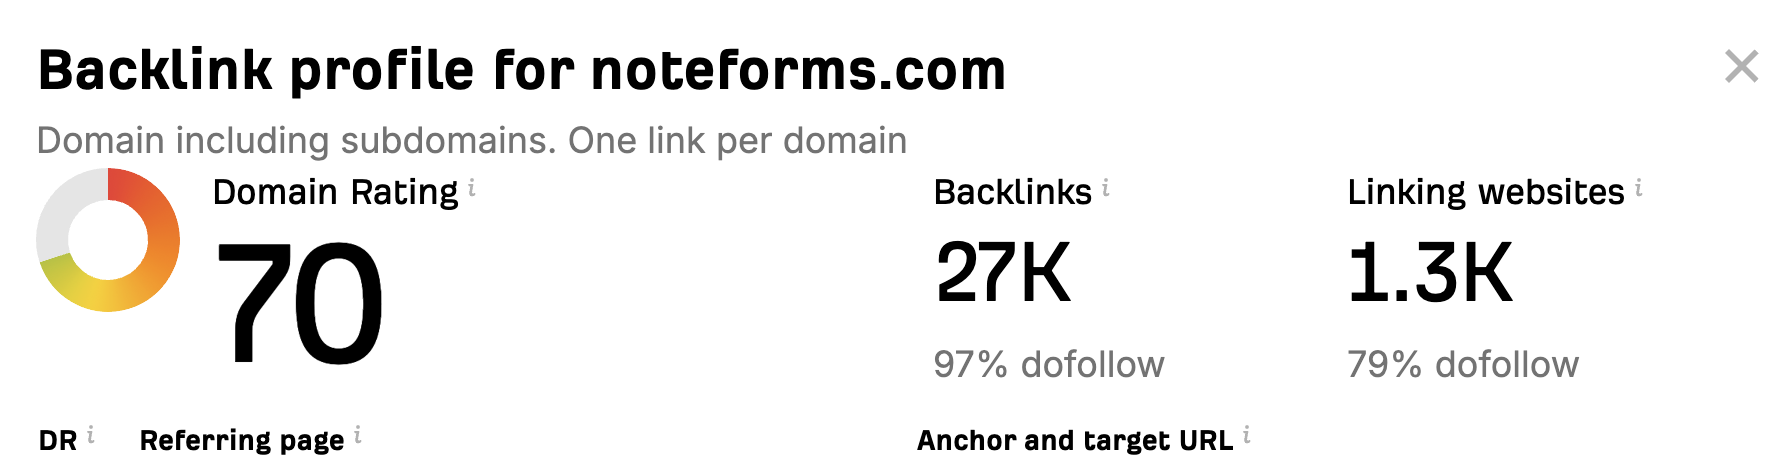 Backlink profile for noteforms.com
Domain including subdomains. One link per domain
Domain Rating i
Backlinks i
Linking websites i
70
27K
1.3K
97% dofollow
79% dofollow
DR i
Referring page i
Anchor and target URL i